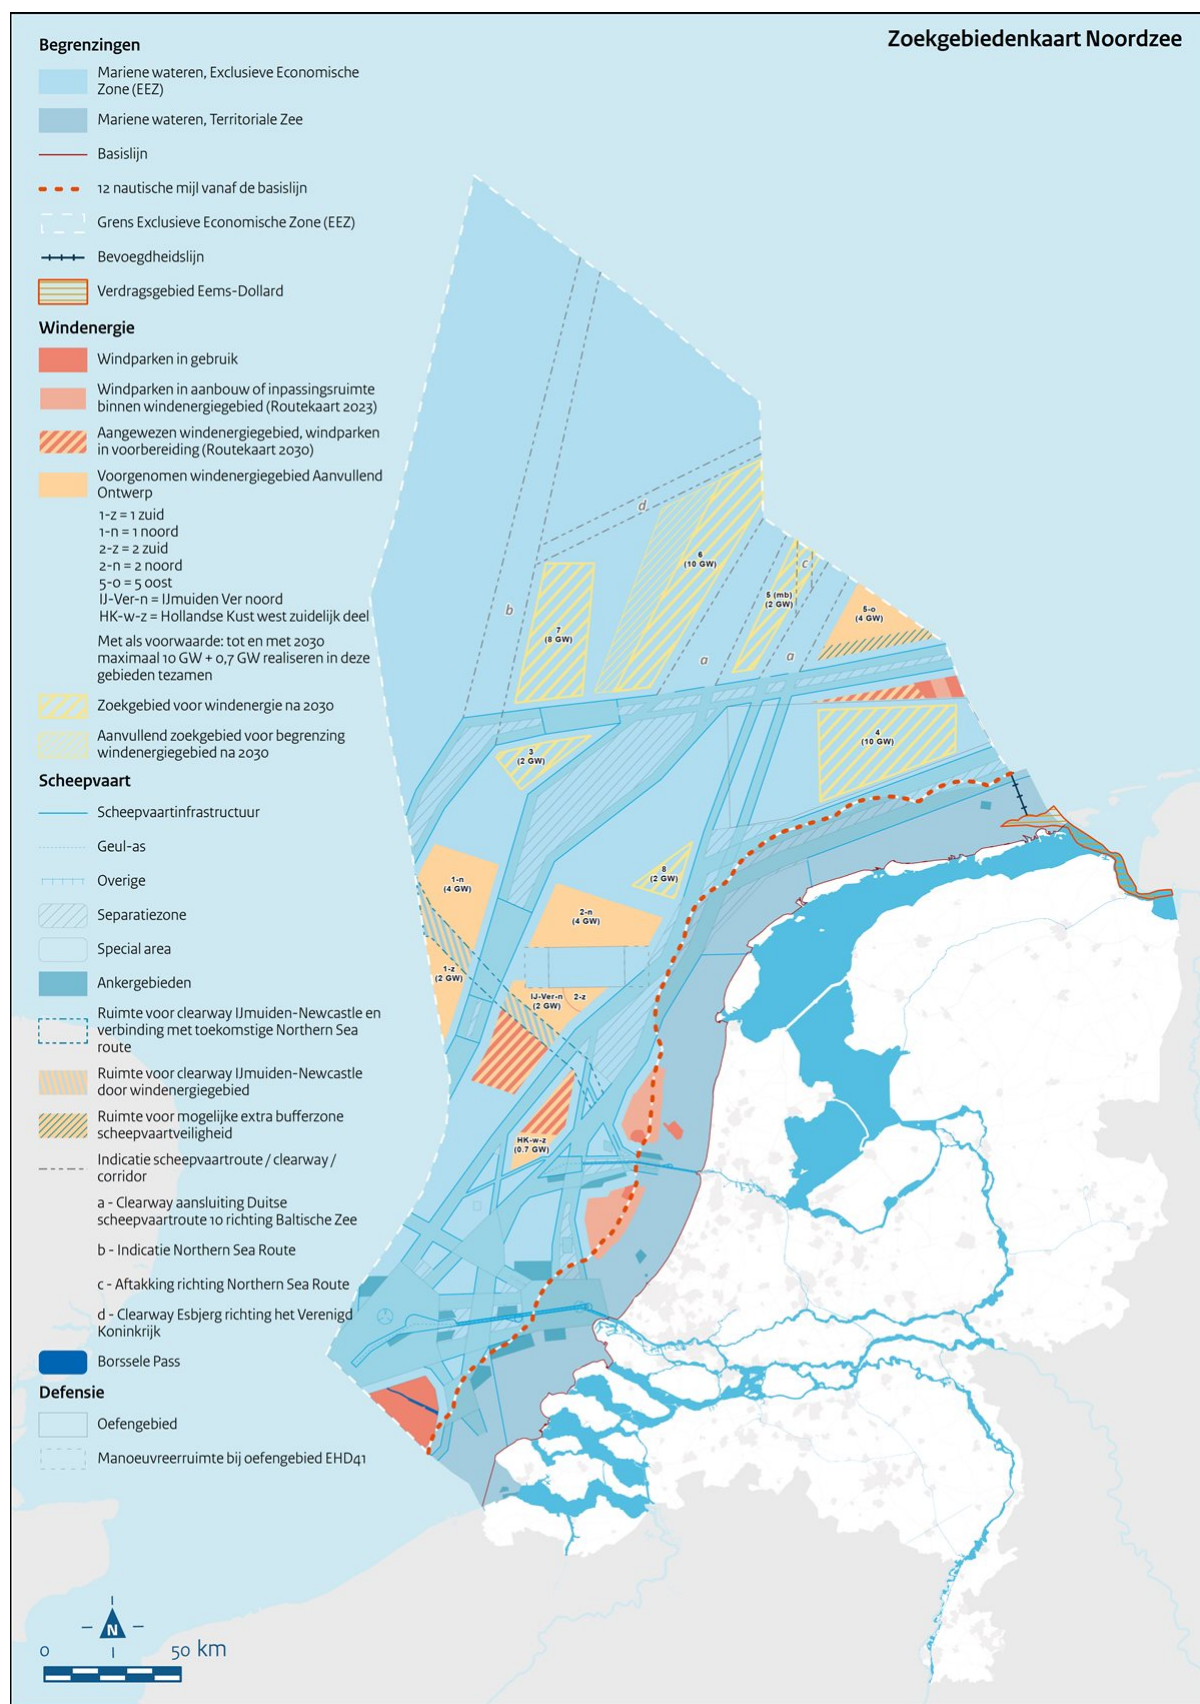 Zoekgebiedenkaart Noordzee
Begrenzingen
Mariene wateren, Exclusieve Economische
Zone (EEZ)
Mariene wateren, Territoriale Zee
Basislijn
12 nautische mijl vanaf de basislijn
Grens Exclusieve Economische Zone (EEZ)
Bevoegdheidslijn
Verdragsgebied Eems-Dollard
Windenergie
Windparken in gebruik
Windparken in aanbouw of inpassingsruimte
binnen windenergiegebied (Routekaart 2023)
Aangewezen windenergiegebied, windparken
in voorbereiding (Routekaart 2030)
Voorgenomen windenergiegebied Aanvullend
Ontwerp
1-z = 1 zuid
1-n = 1 noord
2-z = 2 zuid
2-n = 2 noord
5-o = 5 oost
IJ-Ver-n = IJmuiden Ver noord
HK-w-z = Hollandse Kust west zuidelijk deel
Met als voorwaarde: tot en met 2030
maximaal 10 GW + 0,7 GW realiseren in deze
gebieden tezamen
Zoekgebied voor windenergie na 2030
Aanvullend zoekgebied voor begrenzing
windenergiegebied na 2030
Scheepvaart
Scheepvaartinfrastructuur
Geul-as
Overige
Separatiezone
Special area
Ankergebieden
Ruimte voor clearway IJmuiden-Newcastle en
verbinding met toekomstige Northern Sea
route
Ruimte voor clearway IJmuiden-Newcastle
door windenergiegebied
Ruimte voor mogelijke extra bufferzone
scheepvaartveiligheid
Indicatie scheepvaartroute / clearway /
corridor
a - Clearway aansluiting Duitse
scheepvaartroute 10 richting Baltische Zee
b - Indicatie Northern Sea Route
c - Aftakking richting Northern Sea Route
d - Clearway Esbjerg richting het Verenigd
Koninkrijk
Borssele Pass
Defensie
Oefengebied
Manoeuvreerruimte bij oefengebied EHD41
N
0 50 km
d
6
(10 GW)
c
5 (mb)
(2 GW)
b
7
(8 GW)
5-o
(4 GW)
a
a
3
(2 GW)
4
(10 GW)
8
(2 GW)
1-n
(4 GW)
2-n
(4 GW)
1-z
(2 GW)
IJ-Ver-n
(2 GW)
2-z
HK-w-z
(0.7 GW)